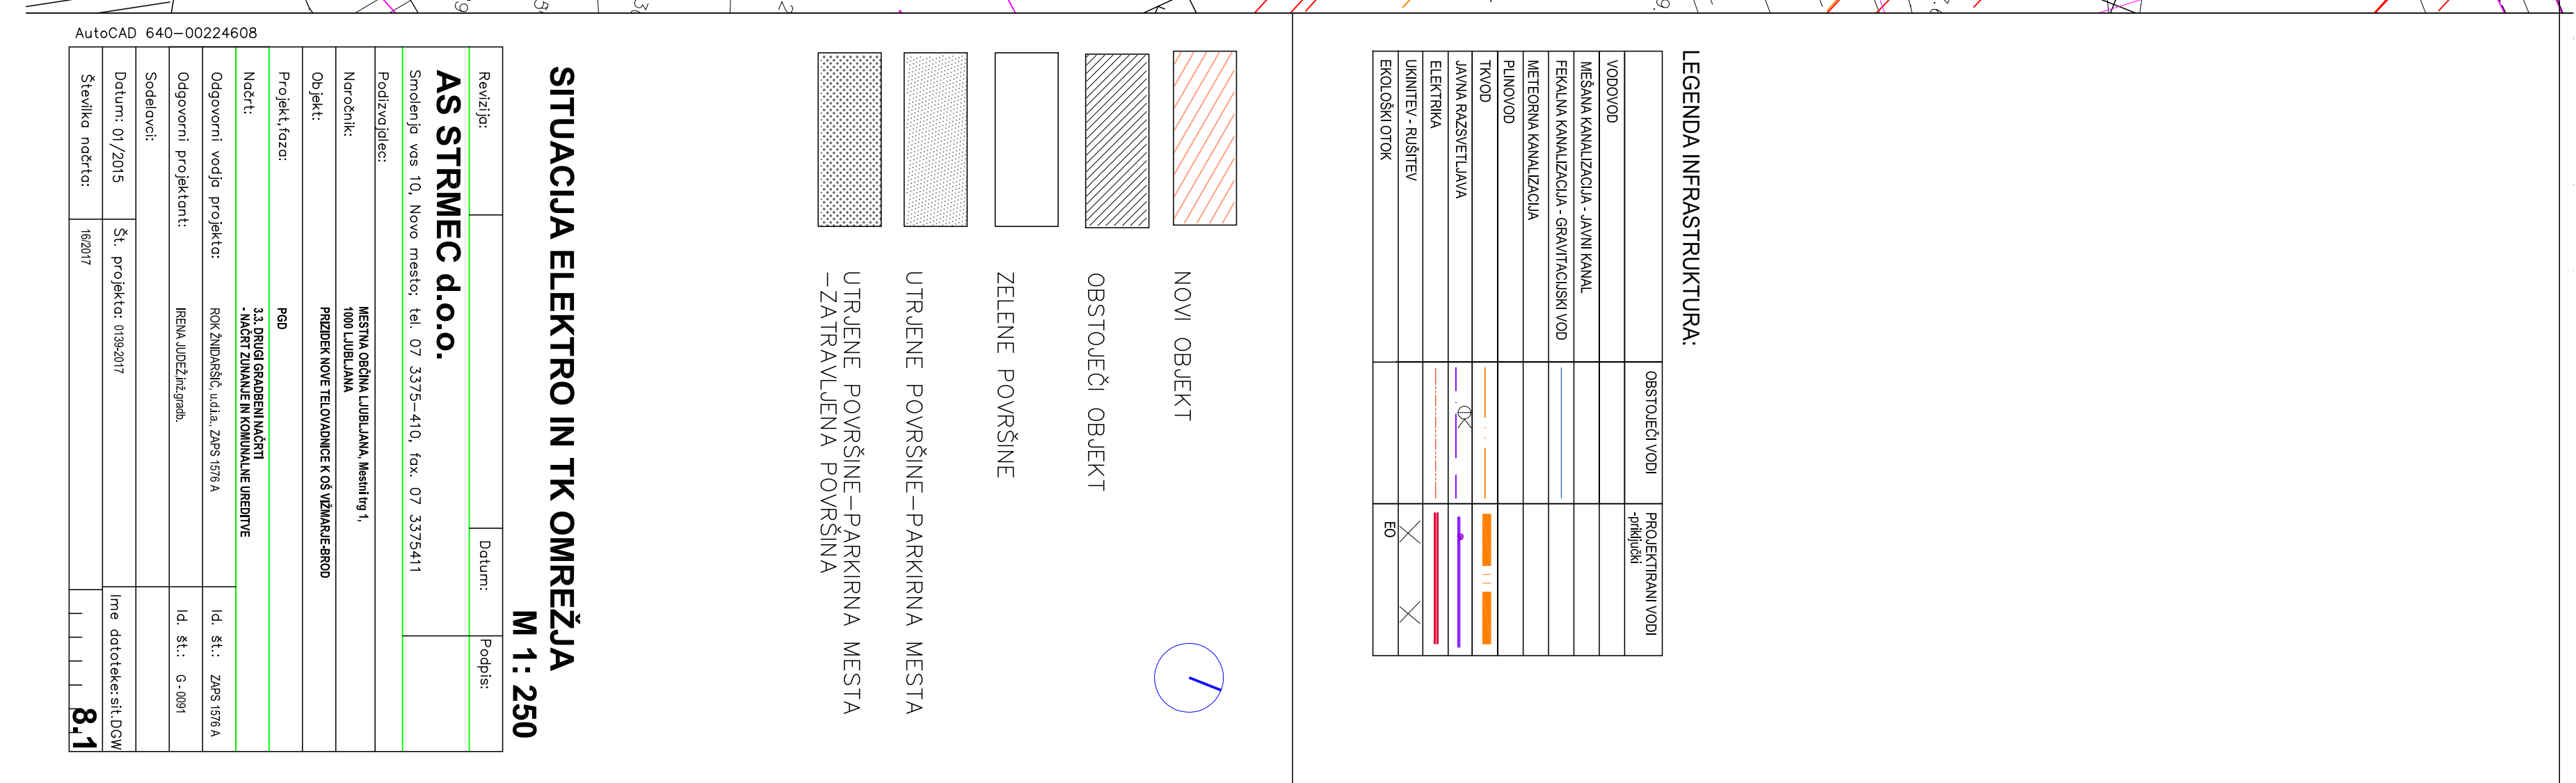 AutoCAD 640-00224608
LEGENDA INFRASTRUKTURA:
OBSTOJEČI VODI
PROJEKTIRANI VODI
-priključki
VODOVOD
MEŠANA KANALIZACIJA - JAVNI KANAL
FEKALNA KANALIZACIJA - GRAVITACIJSKI VOD
METEORNA KANALIZACIJA
PLINOVOD
TKVOD
JAVNA RAZSVETLJAVA
ELEKTRIKA
UKINITEV - RUŠITEV
EKOLOŠKI OTOK
EO
NOVI OBJEKT
OBSTOJEČI OBJEKT
ZELENE POVRŠINE
UTRJENE POVRŠINE-PARKIRNA MESTA
UTRJENE POVRŠINE-PARKIRNA MESTA
-ZATRAVLJENA POVRŠINA
SITUACIJA ELEKTRO IN TK OMREŽJA
M 1: 250
Revizija:
Datum:
Podpis:
AS STRMEC d.o.o.
Smolenja vas 10, Novo mesto; tel. 07 3375-410, fax. 07 3375411
Podizvajalec:
Naročnik:
MESTNA OBČINA LJUBLJANA, Mestni trg 1,
1000 LJUBLJANA
Objekt:
PRIZIDEK NOVE TELOVADNICE K OŠ VIŽMARJE-BROD
Projekt,faza:
PGD
Načrt:
3.3. DRUGI GRADBENI NAČRTI
- NAČRT ZUNANJE IN KOMUNALNE UREDITVE
Odgovorni vodja projekta:
ROK ŽNIDARŠIČ, u.d.i.a., ZAPS 1576 A
Id. št.: ZAPS 1576 A
Odgovorni projektant:
IRENA JUDEŽ,inž.gradb.
Id. št.: G - 0091
Sodelavci:
Datum: 01/2015
Št. projekta: 0139-2017
Ime datoteke:sit.DGW
Številka načrta:
16/2017
8.1